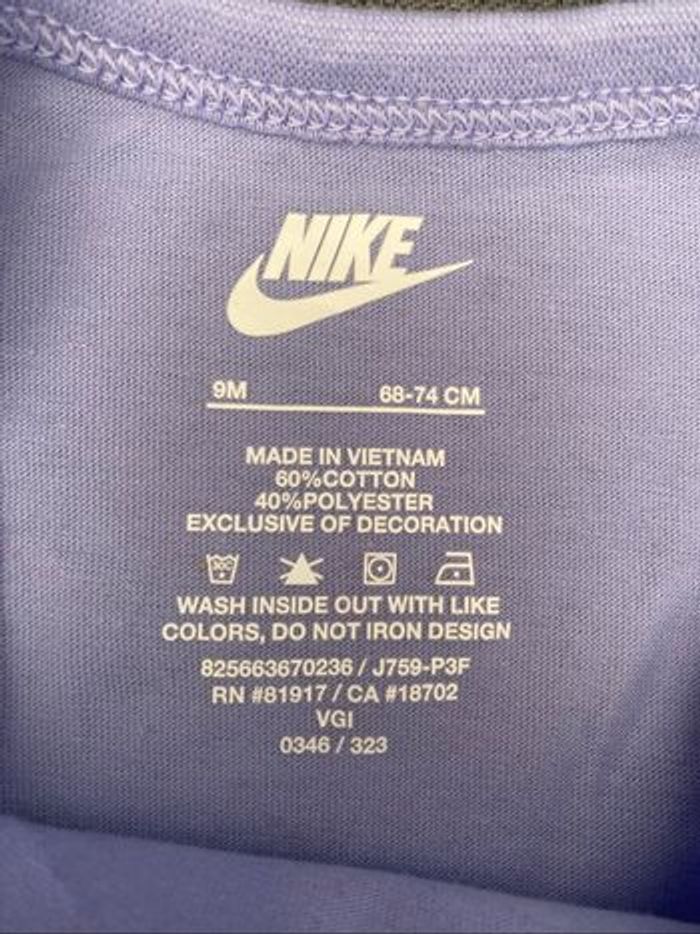 NIKE
9M 68-74 CM
MADE IN VIETNAM
60%COTTON
40%POLYESTER
EXCLUSIVE OF DECORATION
30C
WASH INSIDE OUT WITH LIKE
COLORS, DO NOT IRON DESIGN
825663670236 / J759-P3F
RN #81917 / CA #18702
VGI
0346 / 323